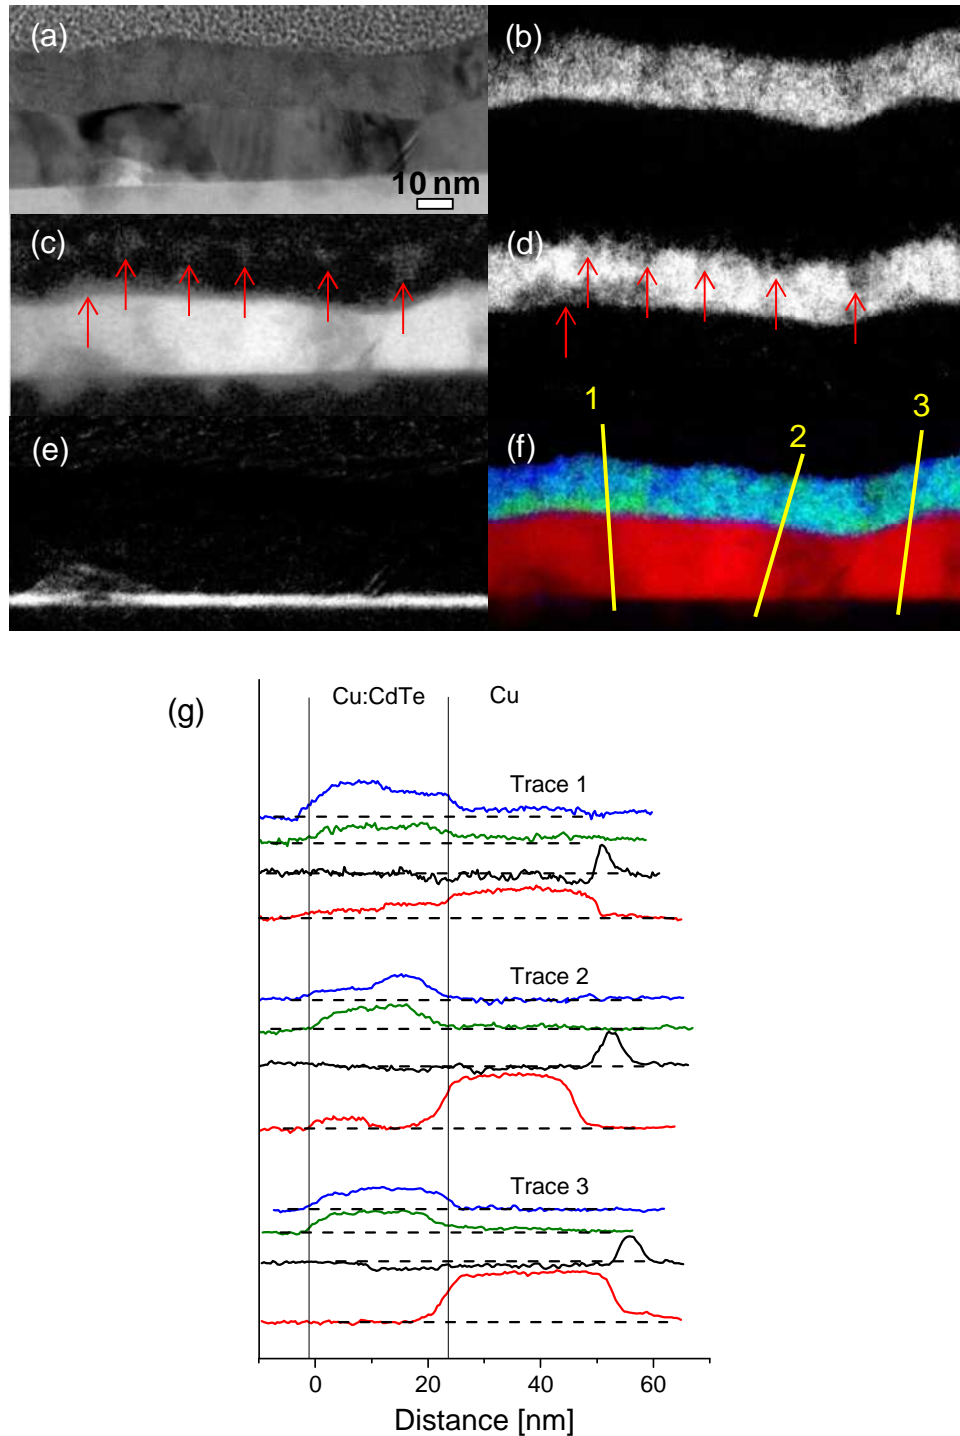 (a)
(b)
10 nm
(c)
(d)
(e)
(f)
1
2
3
(g)
Cu:CdTe
Cu
Trace 1
Trace 2
Trace 3
0
20
40
60
Distance [nm]